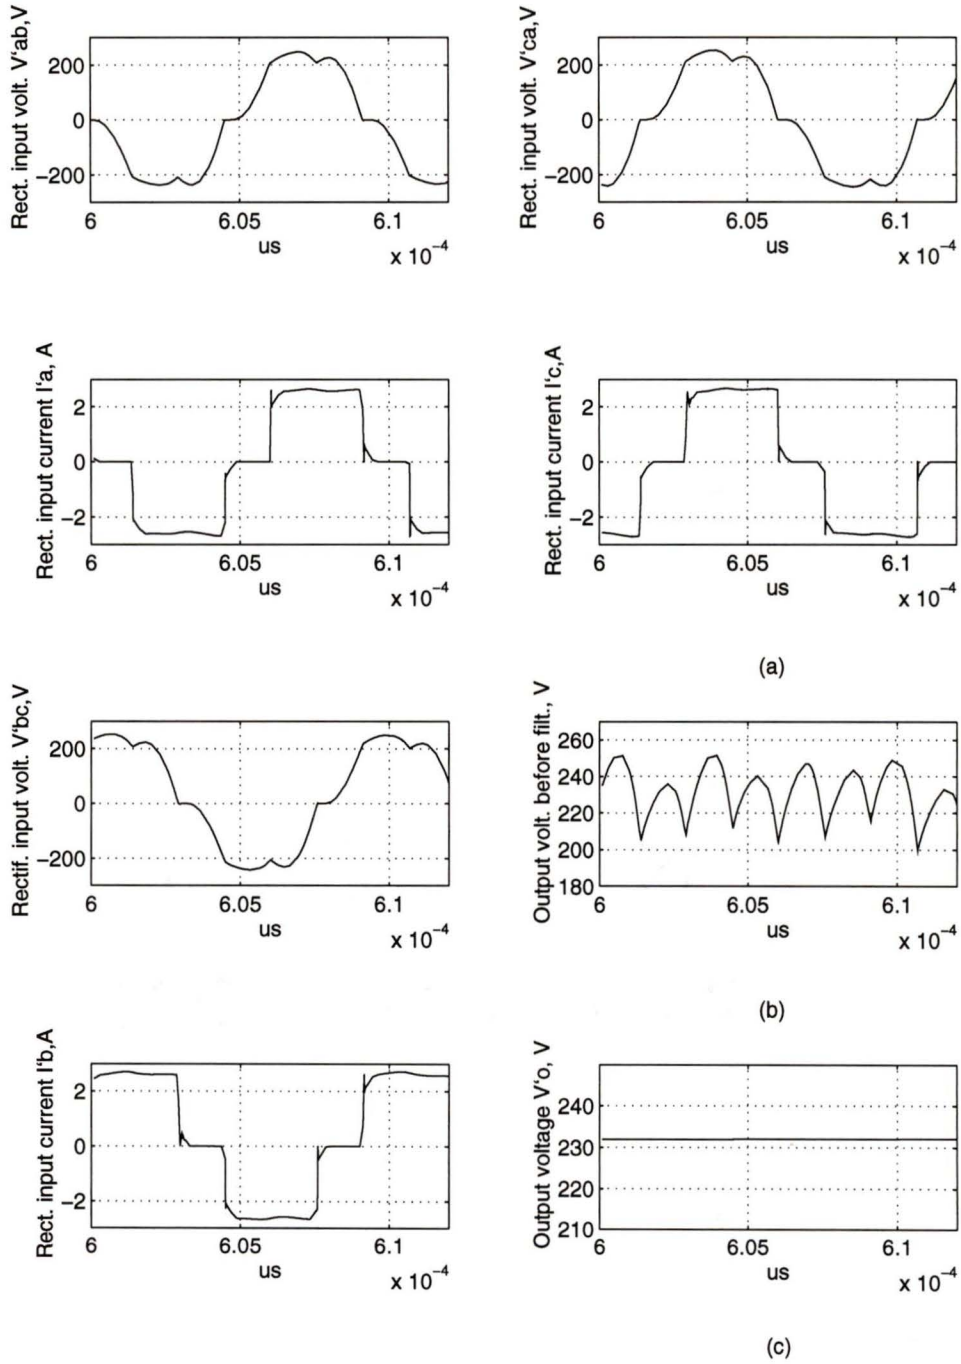 Rect. input volt. V'ab,V
200
0
−200
6
6.05
6.1
us
x 10⁻⁴
Rect. input volt. V'ca,V
200
0
−200
6
6.05
6.1
us
x 10⁻⁴
Rect. input current I'a, A
2
0
−2
6
6.05
6.1
us
x 10⁻⁴
Rect. input current I'c,A
2
0
−2
6
6.05
6.1
us
x 10⁻⁴
(a)
Rectif. input volt. V'bc,V
200
0
−200
6
6.05
6.1
us
x 10⁻⁴
Output volt. before filt., V
260
240
220
200
180
6
6.05
6.1
us
x 10⁻⁴
(b)
Rect. input current I'b,A
2
0
−2
6
6.05
6.1
us
x 10⁻⁴
Output voltage V'o, V
240
230
220
210
6
6.05
6.1
us
x 10⁻⁴
(c)